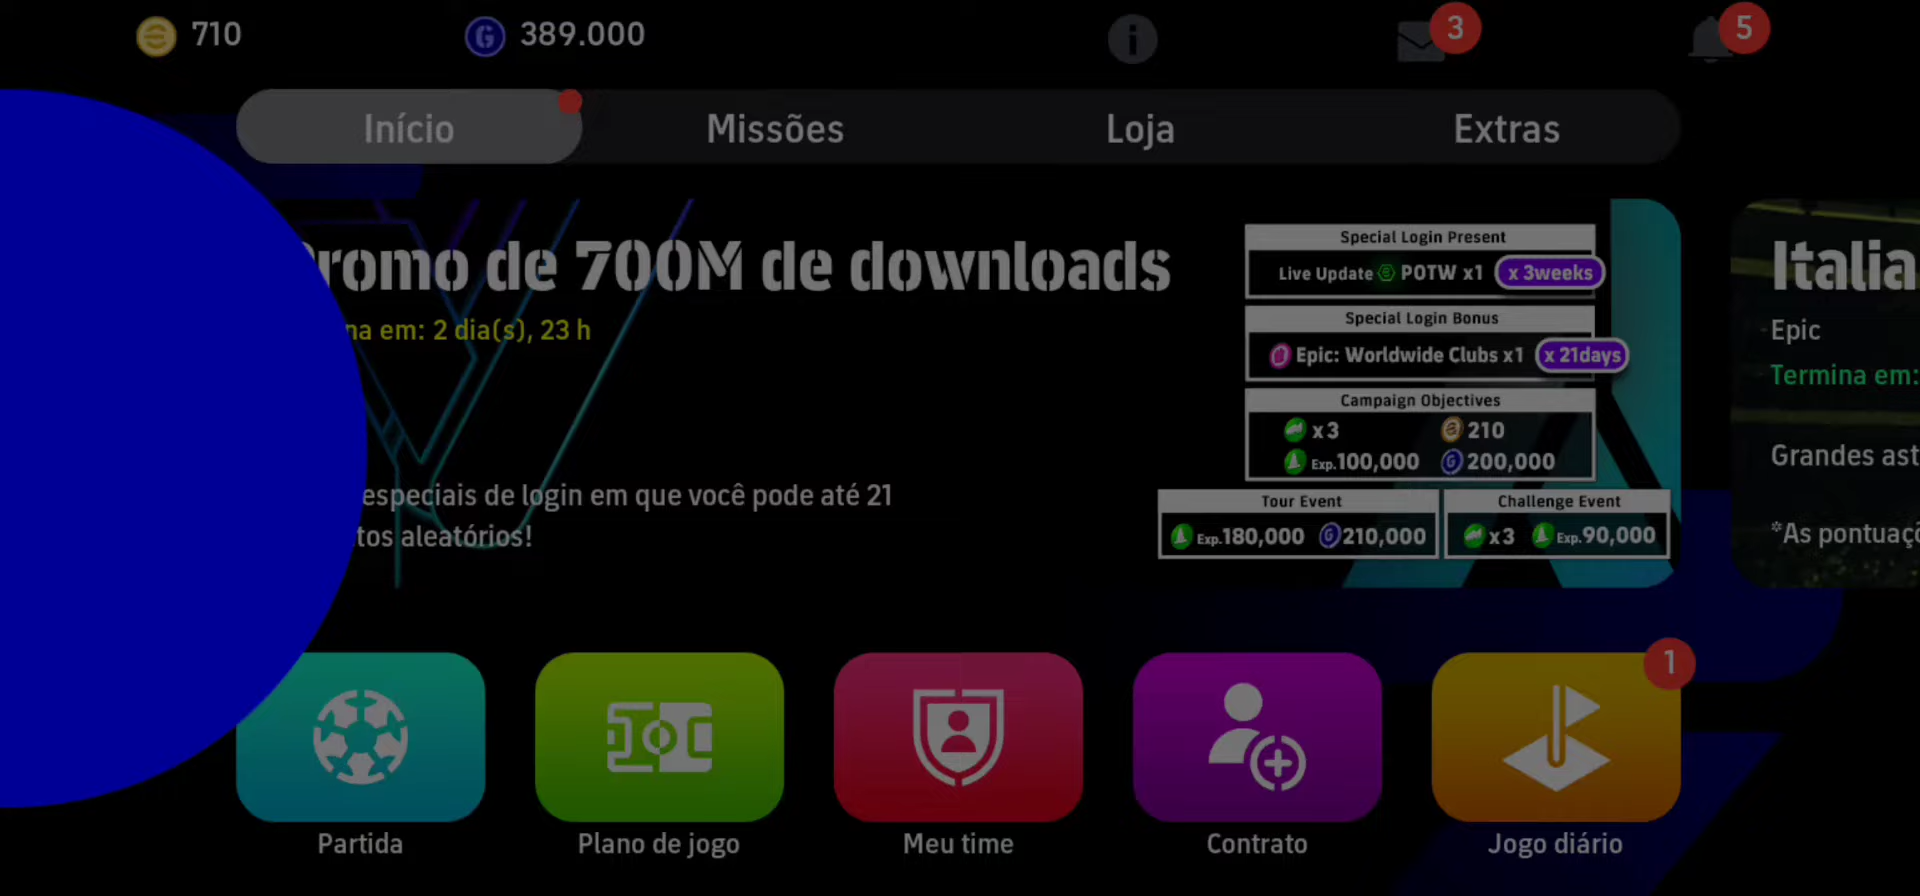 710
389.000
3
5
Início
Missões
Loja
Extras
romo de 700M de downloads
na em: 2 dia(s), 23 h
especiais de login em que você pode até 21
tos aleatórios!
Special Login Present
Live Update POTW x1 x 3weeks
Special Login Bonus
Epic: Worldwide Clubs x1 x 21days
Campaign Objectives
x3 210
Exp.100,000 200,000
Tour Event
Exp.180,000 210,000
Challenge Event
x3 Exp.90,000
Italia
Epic
Termina em:
Grandes ast
*As pontuaçõ
1
Partida
Plano de jogo
Meu time
Contrato
Jogo diário